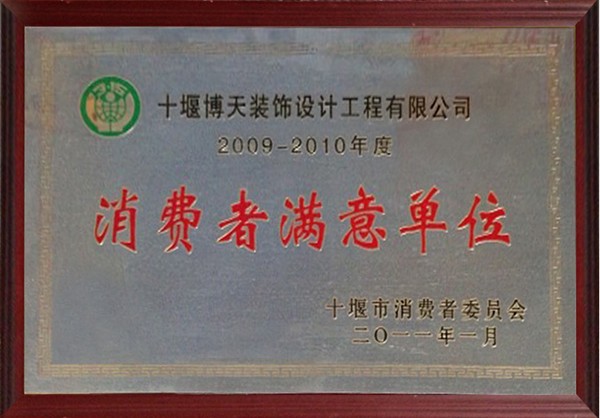 十堰博天装饰设计工程有限公司
2009-2010年度
消费者满意单位
十堰市消费者委员会
二〇一一年一月